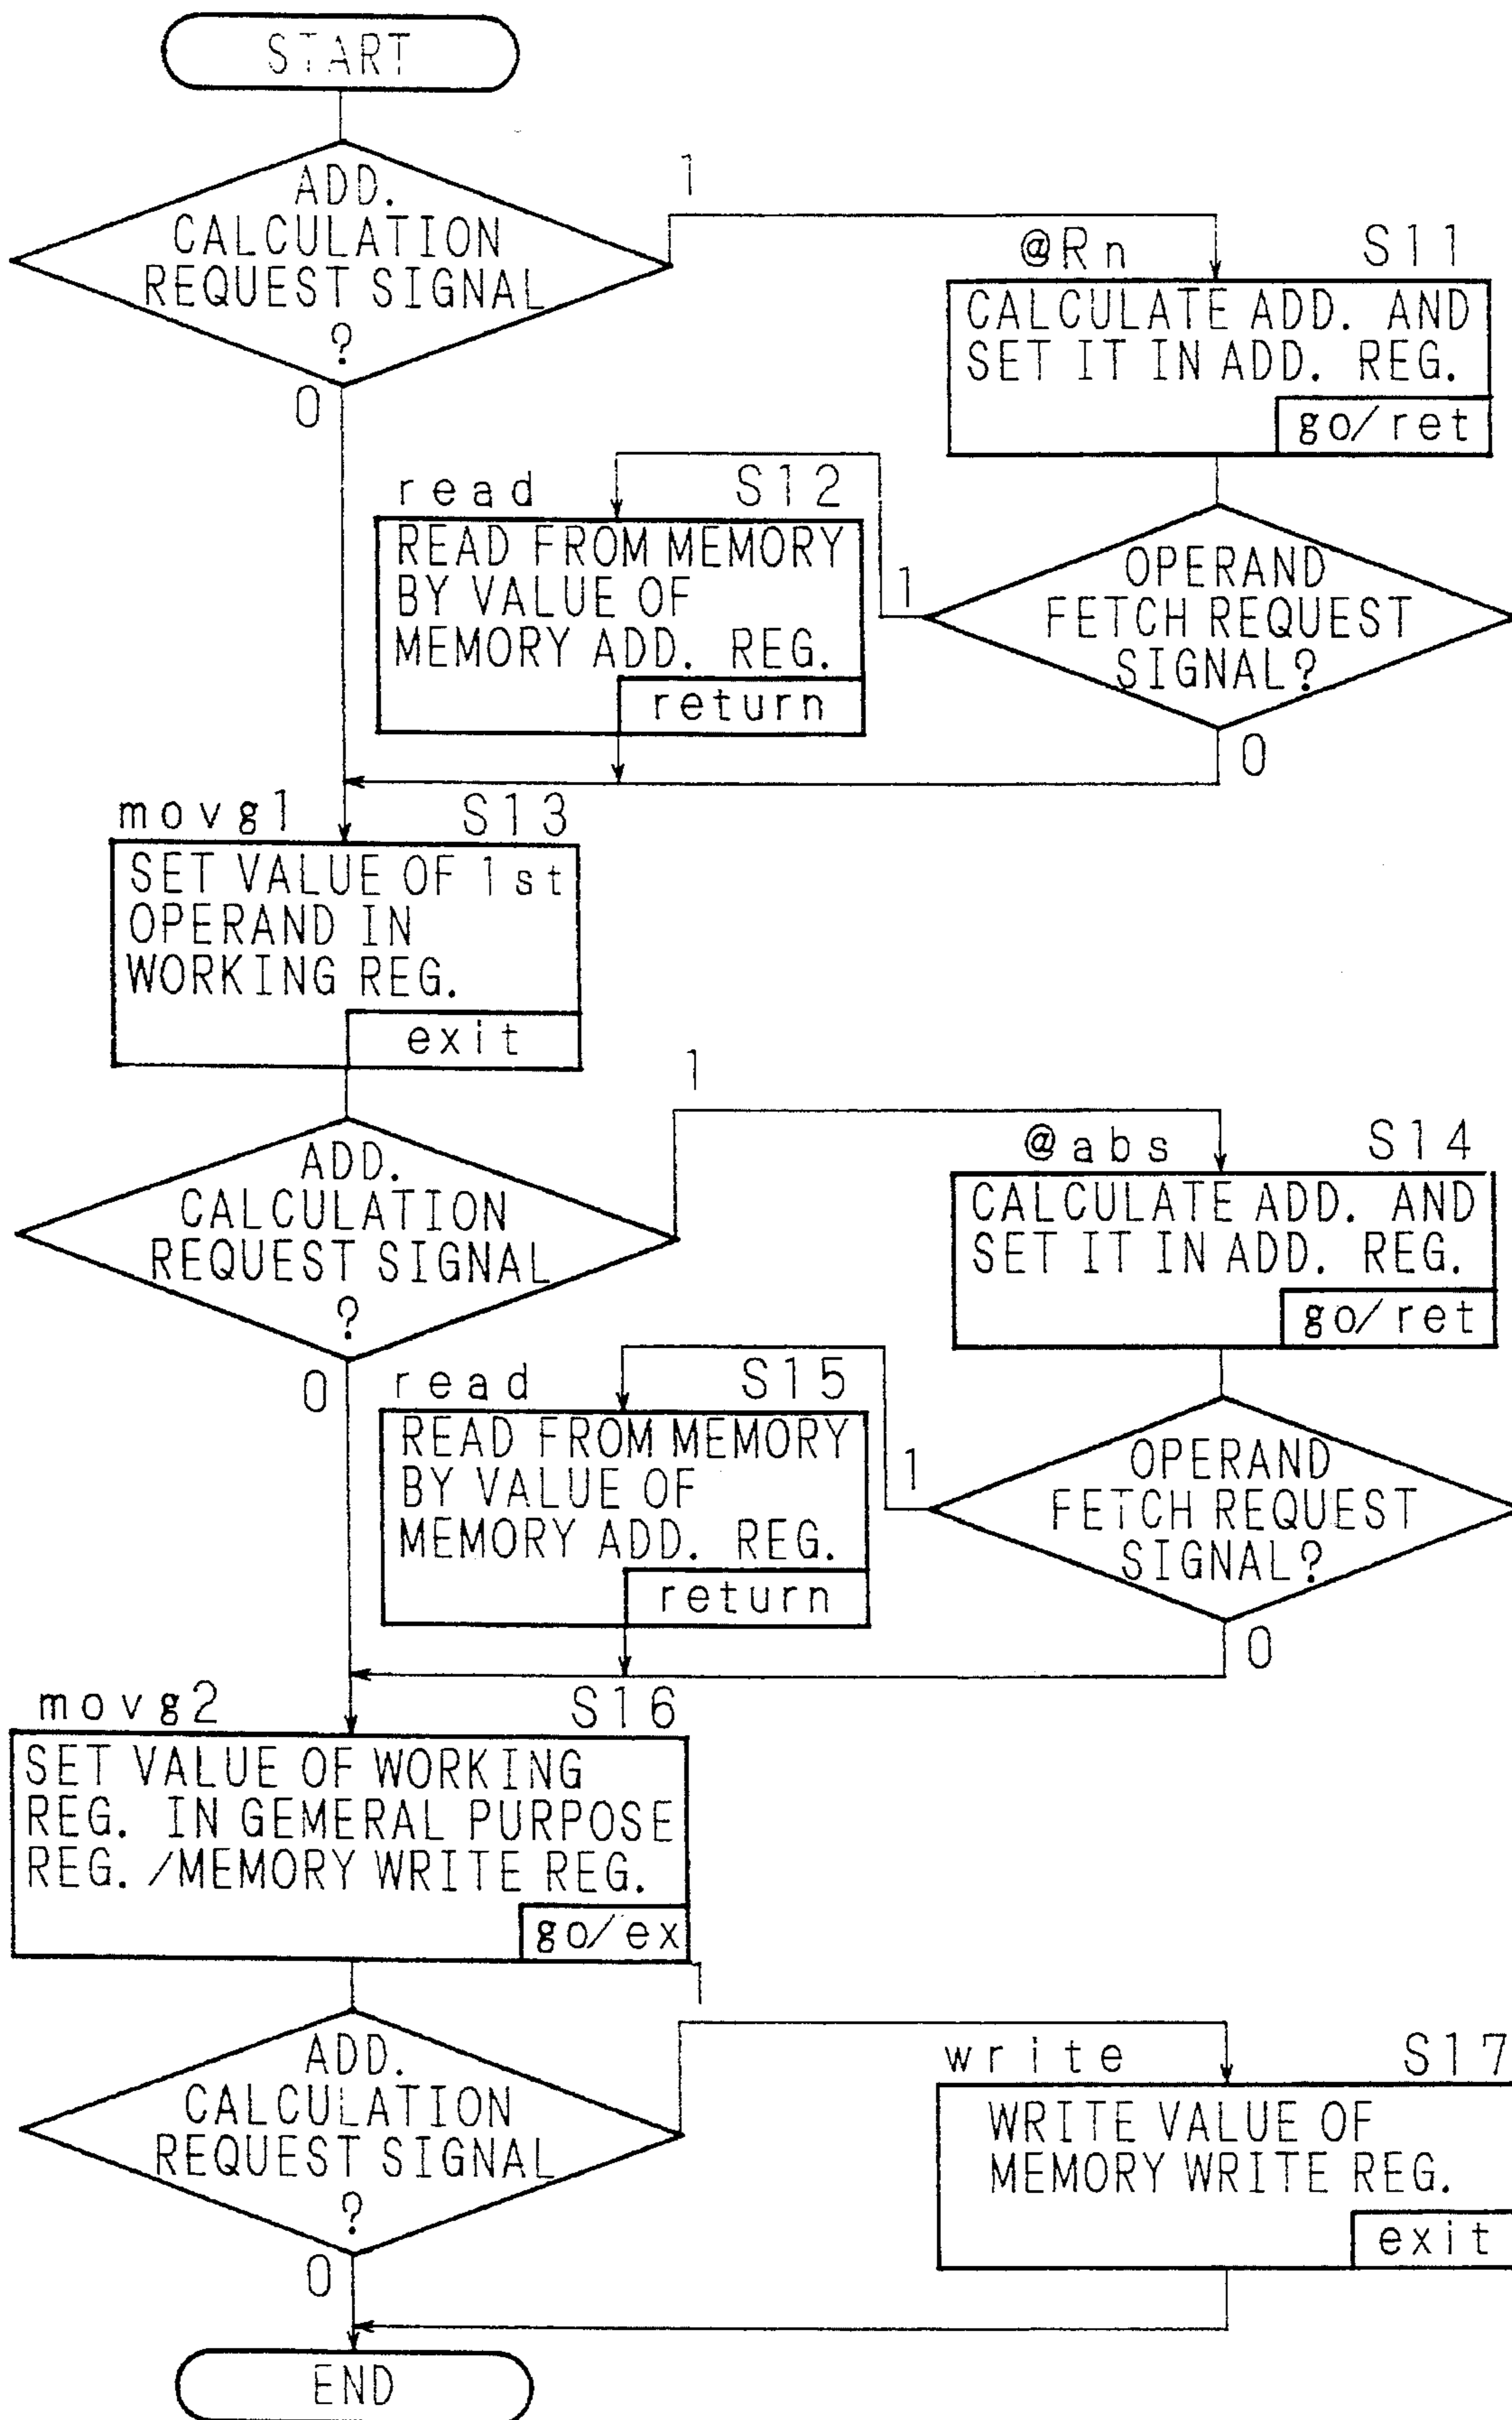 START
ADD.
CALCULATION
REQUEST SIGNAL
?
1
0
@Rn S11
CALCULATE ADD. AND
SET IT IN ADD. REG.
go/ret
read S12
READ FROM MEMORY
BY VALUE OF
MEMORY ADD. REG.
return
1
OPERAND
FETCH REQUEST
SIGNAL?
0
movg1 S13
SET VALUE OF 1st
OPERAND IN
WORKING REG.
exit
ADD.
CALCULATION
REQUEST SIGNAL
?
1
0
@abs S14
CALCULATE ADD. AND
SET IT IN ADD. REG.
go/ret
read S15
READ FROM MEMORY
BY VALUE OF
MEMORY ADD. REG.
return
1
OPERAND
FETCH REQUEST
SIGNAL?
0
movg2 S16
SET VALUE OF WORKING
REG. IN GEMERAL PURPOSE
REG. /MEMORY WRITE REG.
go/ex
ADD.
CALCULATION
REQUEST SIGNAL
?
0
write S17
WRITE VALUE OF
MEMORY WRITE REG.
exit
END